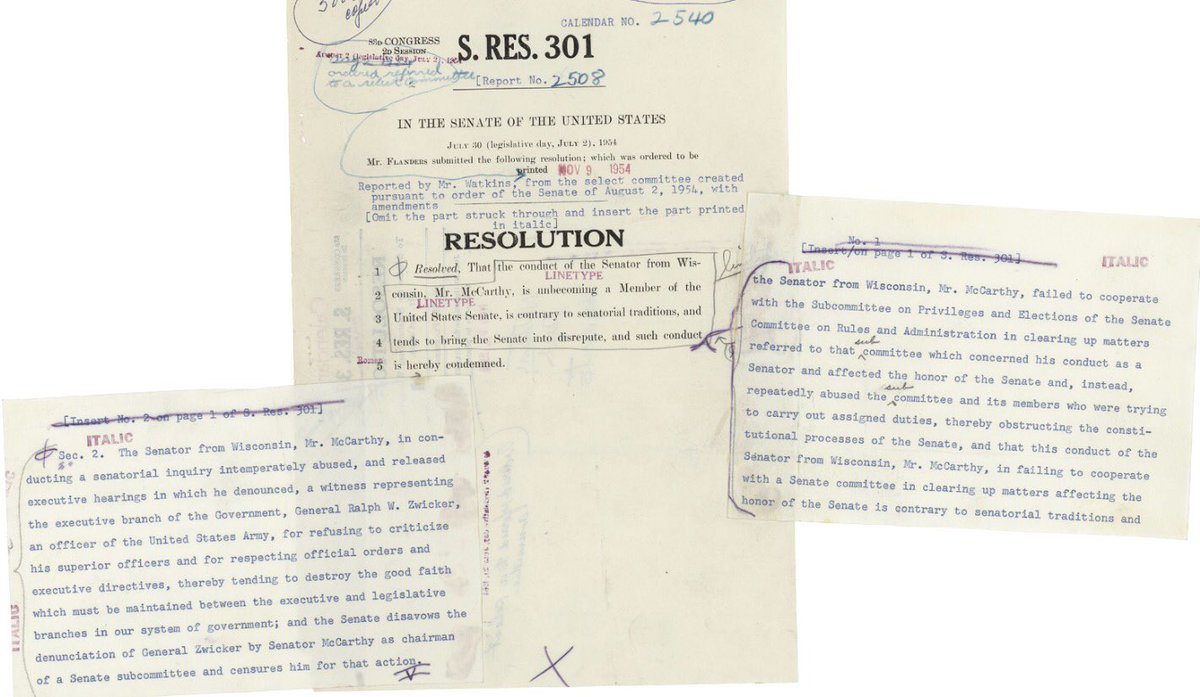 copies
CALENDAR NO. 2540
83D CONGRESS
2D SESSION
S. RES. 301
August 2 (legislative day, July 2), 1954
ordered referred
to a select Committee
[Report No. 2508
IN THE SENATE OF THE UNITED STATES
JULY 30 (legislative day, JULY 2), 1954
Mr. FLANDERS submitted the following resolution; which was ordered to be
printed NOV 9 1954
Reported by Mr. Watkins, from the select committee created
pursuant to order of the Senate of August 2, 1954, with
amendments
[Omit the part struck through and insert the part printed
in italic]
RESOLUTION
1 Resolved, That the conduct of the Senator from Wis-
LINETYPE
2 consin, Mr. McCarthy, is unbecoming a Member of the
LINETYPE
3 United States Senate, is contrary to senatorial traditions, and
4 tends to bring the Senate into disrepute, and such conduct
Roman
5 is hereby condemned.
[Insert No. 2 on page 1 of S. Res. 301]
ITALIC
Sec. 2. The Senator from Wisconsin, Mr. McCarthy, in con-
ducting a senatorial inquiry intemperately abused, and released
executive hearings in which he denounced, a witness representing
the executive branch of the Government, General Ralph W. Zwicker,
an officer of the United States Army, for refusing to criticize
his superior officers and for respecting official orders and
executive directives, thereby tending to destroy the good faith
which must be maintained between the executive and legislative
branches in our system of government; and the Senate disavows the
denunciation of General Zwicker by Senator McCarthy as chairman
of a Senate subcommittee and censures him for that action.
ITALIC
No. 1
[Insert/on page 1 of S. Res. 301]
ITALIC
ITALIC
the Senator from Wisconsin, Mr. McCarthy, failed to cooperate
with the Subcommittee on Privileges and Elections of the Senate
Committee on Rules and Administration in clearing up matters
referred to that sub committee which concerned his conduct as a
Senator and affected the honor of the Senate and, instead,
repeatedly abused the sub committee and its members who were trying
to carry out assigned duties, thereby obstructing the consti-
tutional processes of the Senate, and that this conduct of the
Senator from Wisconsin, Mr. McCarthy, in failing to cooperate
with a Senate committee in clearing up matters affecting the
honor of the Senate is contrary to senatorial traditions and